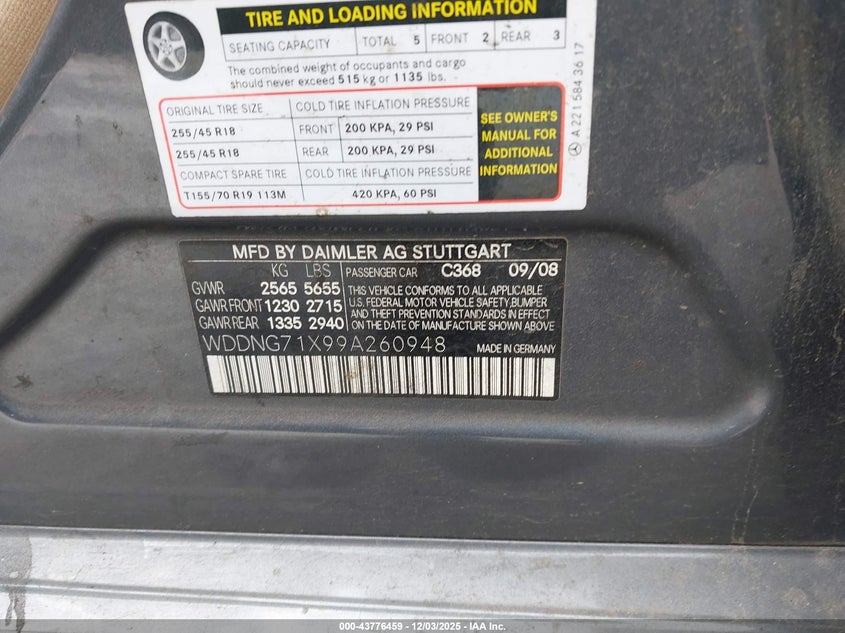 TIRE AND LOADING INFORMATION
SEATING CAPACITY TOTAL 5 FRONT 2 REAR 3
The combined weight of occupants and cargo
should never exceed 515 kg or 1135 lbs.
ORIGINAL TIRE SIZE COLD TIRE INFLATION PRESSURE
255/45 R18 FRONT 200 KPA, 29 PSI
255/45 R18 REAR 200 KPA, 29 PSI
COMPACT SPARE TIRE COLD TIRE INFLATION PRESSURE
T155/70 R19 113M 420 KPA, 60 PSI
SEE OWNER'S
MANUAL FOR
ADDITIONAL
INFORMATION
A 221 584 36 17
MFD BY DAIMLER AG STUTTGART
KG LBS PASSENGER CAR C368 09/08
GVWR 2565 5655
GAWR FRONT 1230 2715
GAWR REAR 1335 2940
THIS VEHICLE CONFORMS TO ALL APPLICABLE
U.S. FEDERAL MOTOR VEHICLE SAFETY, BUMPER
AND THEFT PREVENTION STANDARDS IN EFFECT
ON THE DATE OF MANUFACTURE SHOWN ABOVE
WDDNG71X99A260948 MADE IN GERMANY
000-43776459 - 12/03/2025 - IAA Inc.